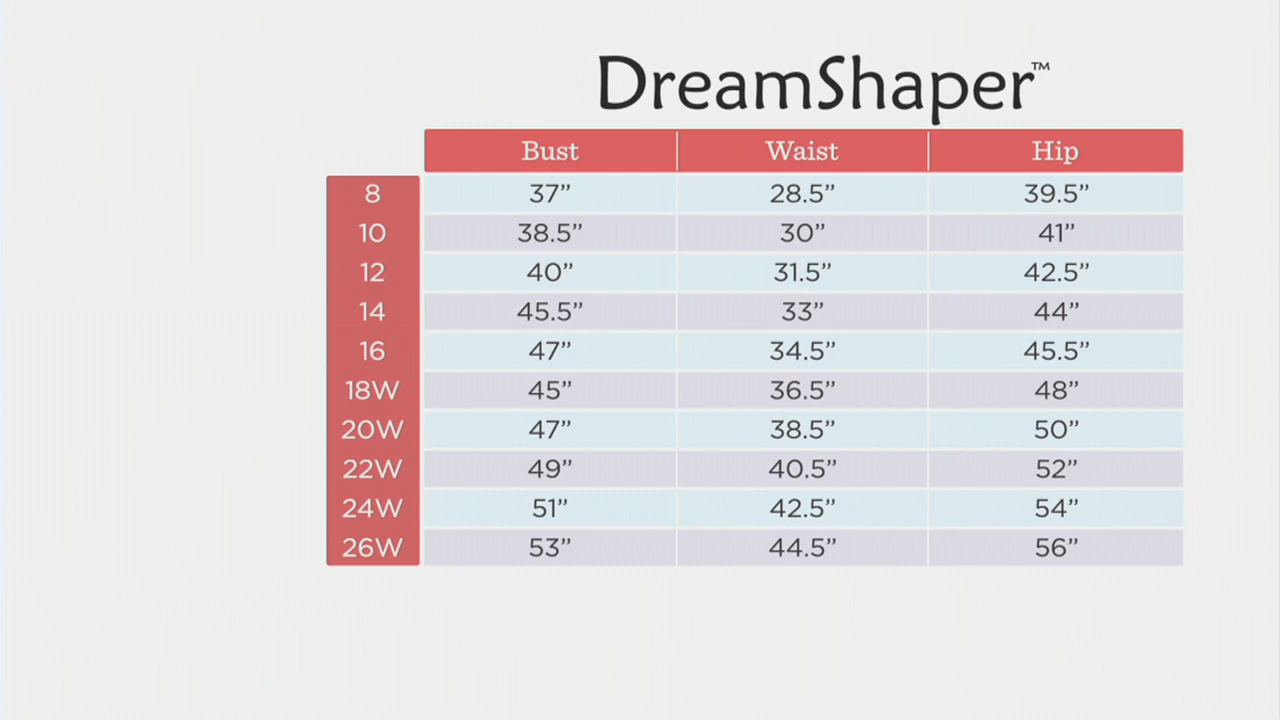 DreamShaper™
Bust Waist Hip
8 37” 28.5” 39.5”
10 38.5” 30” 41”
12 40” 31.5” 42.5”
14 45.5” 33” 44”
16 47” 34.5” 45.5”
18W 45” 36.5” 48”
20W 47” 38.5” 50”
22W 49” 40.5” 52”
24W 51” 42.5” 54”
26W 53” 44.5” 56”